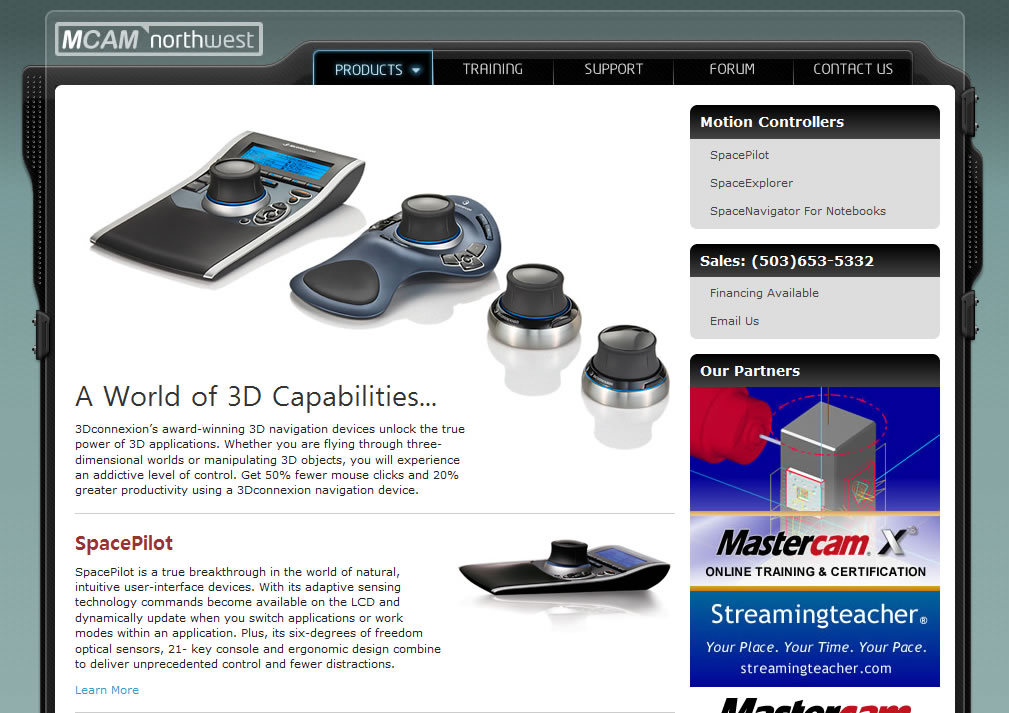 MCAM northwest
PRODUCTS
TRAINING
SUPPORT
FORUM
CONTACT US
A World of 3D Capabilities...
3Dconnexion's award-winning 3D navigation devices unlock the true
power of 3D applications. Whether you are flying through three-
dimensional worlds or manipulating 3D objects, you will experience
an addictive level of control. Get 50% fewer mouse clicks and 20%
greater productivity using a 3Dconnexion navigation device.
SpacePilot
SpacePilot is a true breakthrough in the world of natural,
intuitive user-interface devices. With its adaptive sensing
technology commands become available on the LCD and
dynamically update when you switch applications or work
modes within an application. Plus, its six-degrees of freedom
optical sensors, 21- key console and ergonomic design combine
to deliver unprecedented control and fewer distractions.
Learn More
Motion Controllers
SpacePilot
SpaceExplorer
SpaceNavigator For Notebooks
Sales: (503)653-5332
Financing Available
Email Us
Our Partners
Mastercam® X®
ONLINE TRAINING & CERTIFICATION
Streamingteacher®
Your Place. Your Time. Your Pace.
streamingteacher.com
Mastercam